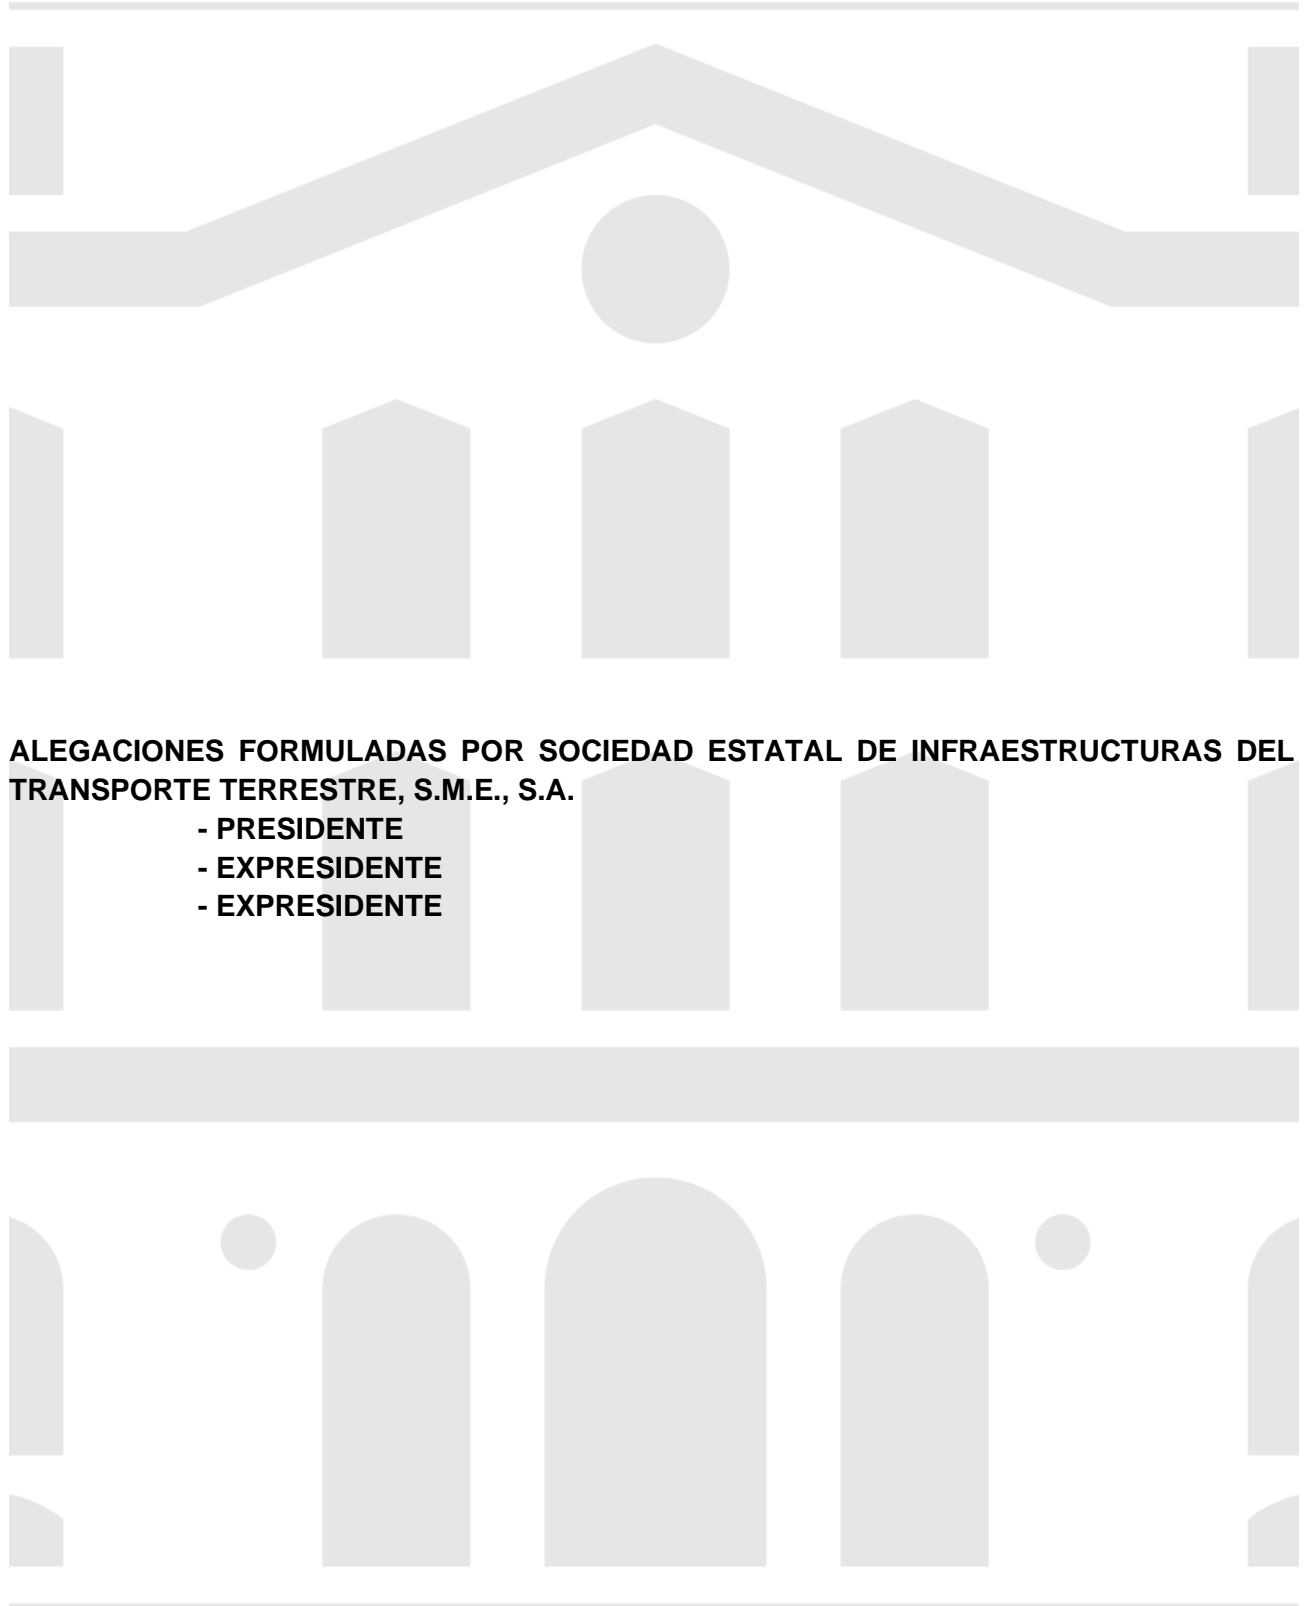 ALEGACIONES FORMULADAS POR SOCIEDAD ESTATAL DE INFRAESTRUCTURAS DEL
TRANSPORTE TERRESTRE, S.M.E., S.A.
- PRESIDENTE
- EXPRESIDENTE
- EXPRESIDENTE